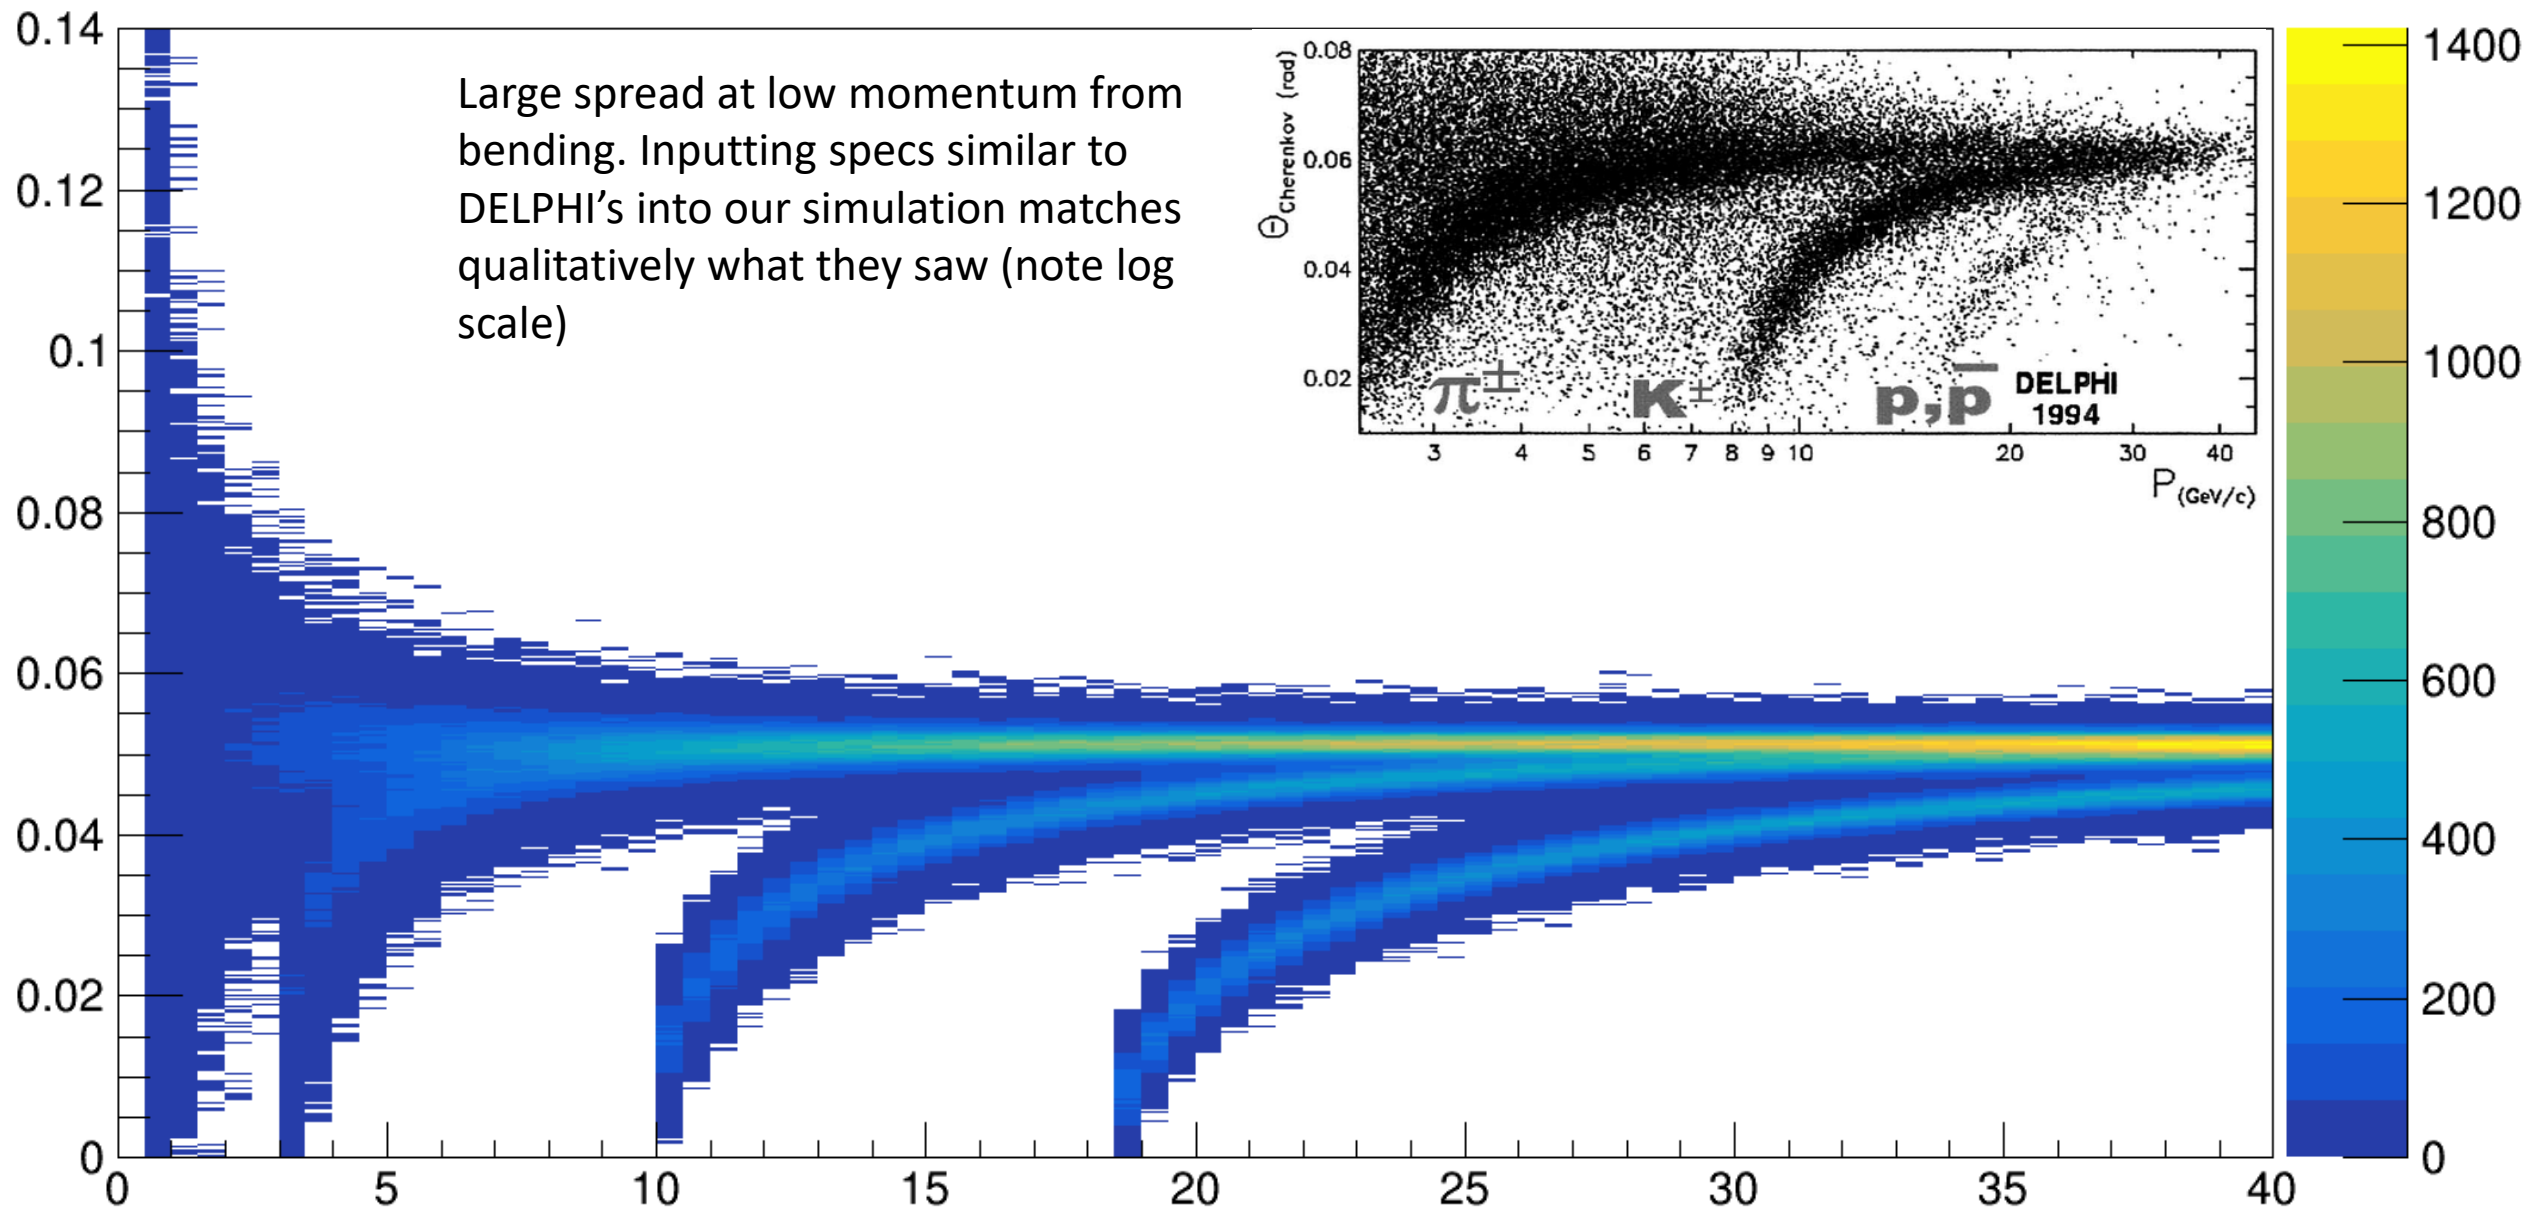 0.14
0.12
0.1
0.08
0.06
0.04
0.02
0
Large spread at low momentum from
bending. Inputting specs similar to
DELPHI’s into our simulation matches
qualitatively what they saw (note log
scale)
ΘCherenkov (rad)
0.08
0.06
0.04
0.02
π± K± p,p̅ DELPHI
1994
3 4 5 6 7 8 9 10 20 30 40
P(GeV/c)
1400
1200
1000
800
600
400
200
0
0 5 10 15 20 25 30 35 40